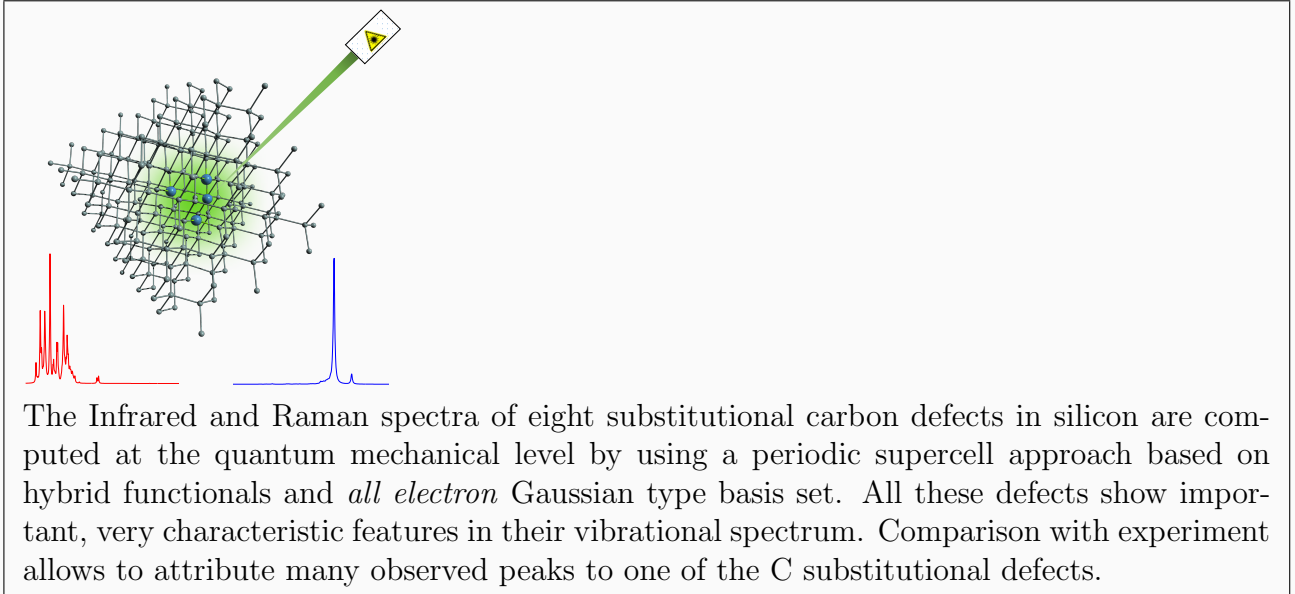 The Infrared and Raman spectra of eight substitutional carbon defects in silicon are com-
puted at the quantum mechanical level by using a periodic supercell approach based on
hybrid functionals and all electron Gaussian type basis set. All these defects show impor-
tant, very characteristic features in their vibrational spectrum. Comparison with experiment
allows to attribute many observed peaks to one of the C substitutional defects.